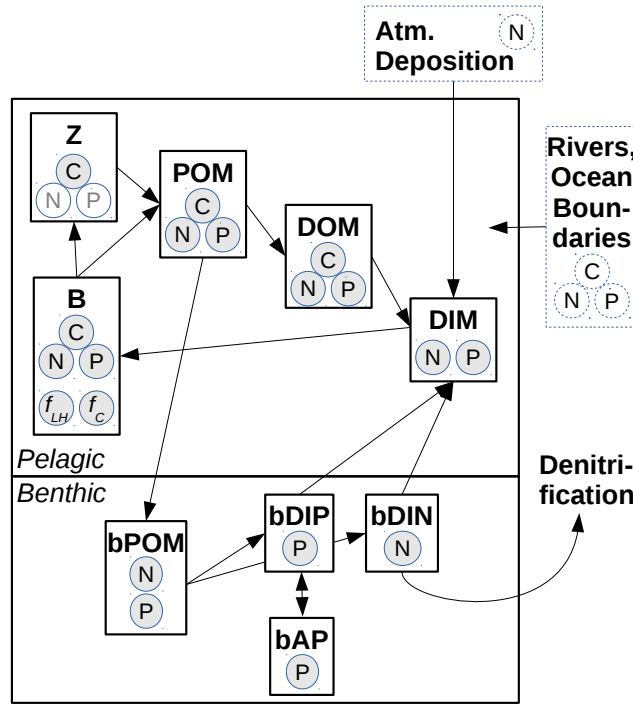 Atm.
Deposition
N
Z
C
N P
POM
C
N P
DOM
C
N P
Rivers,
Ocean
Boun-
daries
C
N P
B
C
N P
f_LH f_C
DIM
N P
Pelagic
Benthic
Denitri-
fication
bPOM
N
P
bDIP
P
bDIN
N
bAP
P